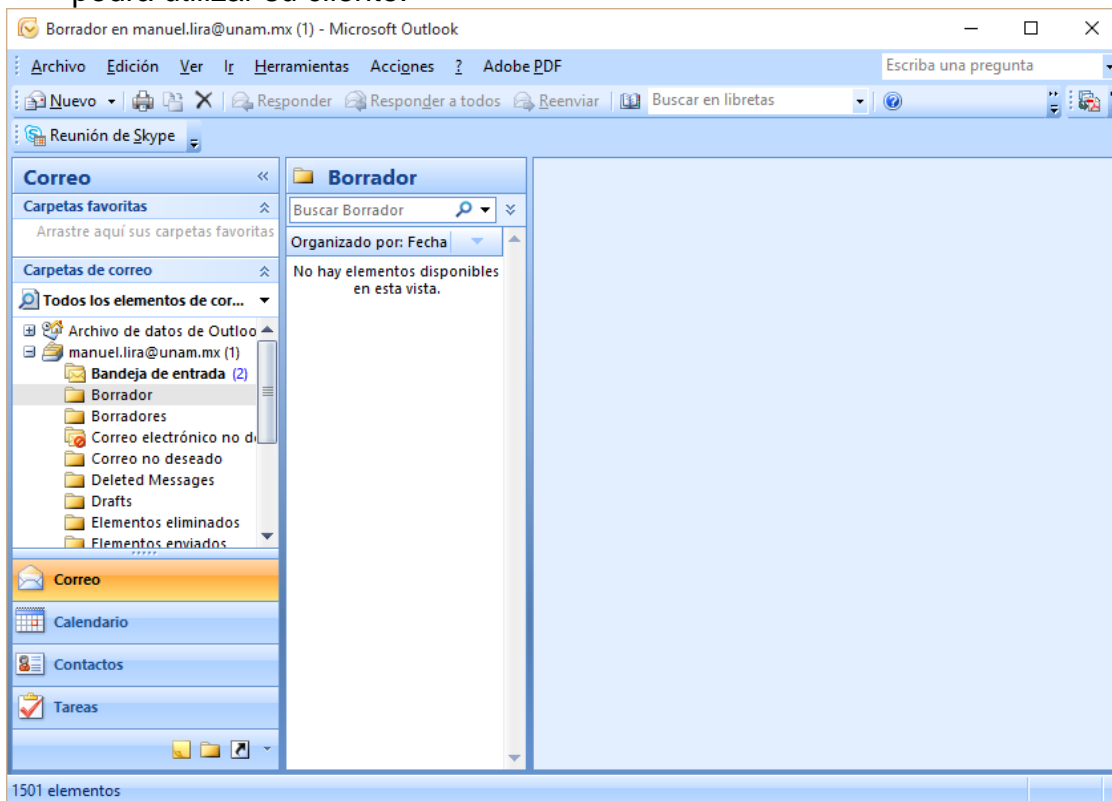 podrá utilizar su cliente.
Borrador en manuel.lira@unam.mx (1) - Microsoft Outlook
Archivo Edición Ver Ir Herramientas Acciones ? Adobe PDF Escriba una pregunta
Nuevo Responder Responder a todos Reenviar Buscar en libretas
Reunión de Skype
Correo
Carpetas favoritas
Arrastre aquí sus carpetas favoritas
Carpetas de correo
Todos los elementos de cor...
Archivo de datos de Outloo
manuel.lira@unam.mx (1)
Bandeja de entrada (2)
Borrador
Borradores
Correo electrónico no d
Correo no deseado
Deleted Messages
Drafts
Elementos eliminados
Elementos enviados
Correo
Calendario
Contactos
Tareas
Borrador
Buscar Borrador
Organizado por: Fecha
No hay elementos disponibles
en esta vista.
1501 elementos